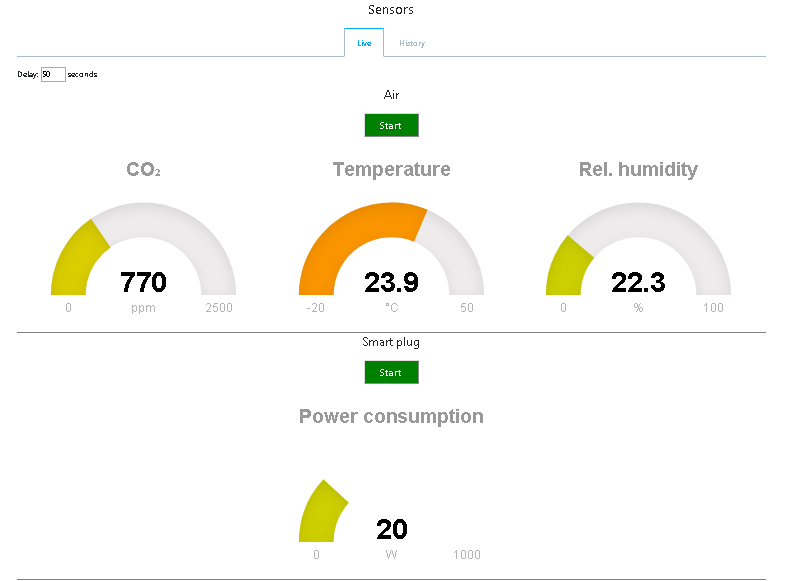 Sensors
Live History
Delay: 50 seconds
Air
Start
CO₂ Temperature Rel. humidity
770 23.9 22.3
0 ppm 2500 -20 °C 50 0 % 100
Smart plug
Start
Power consumption
20
0 W 1000